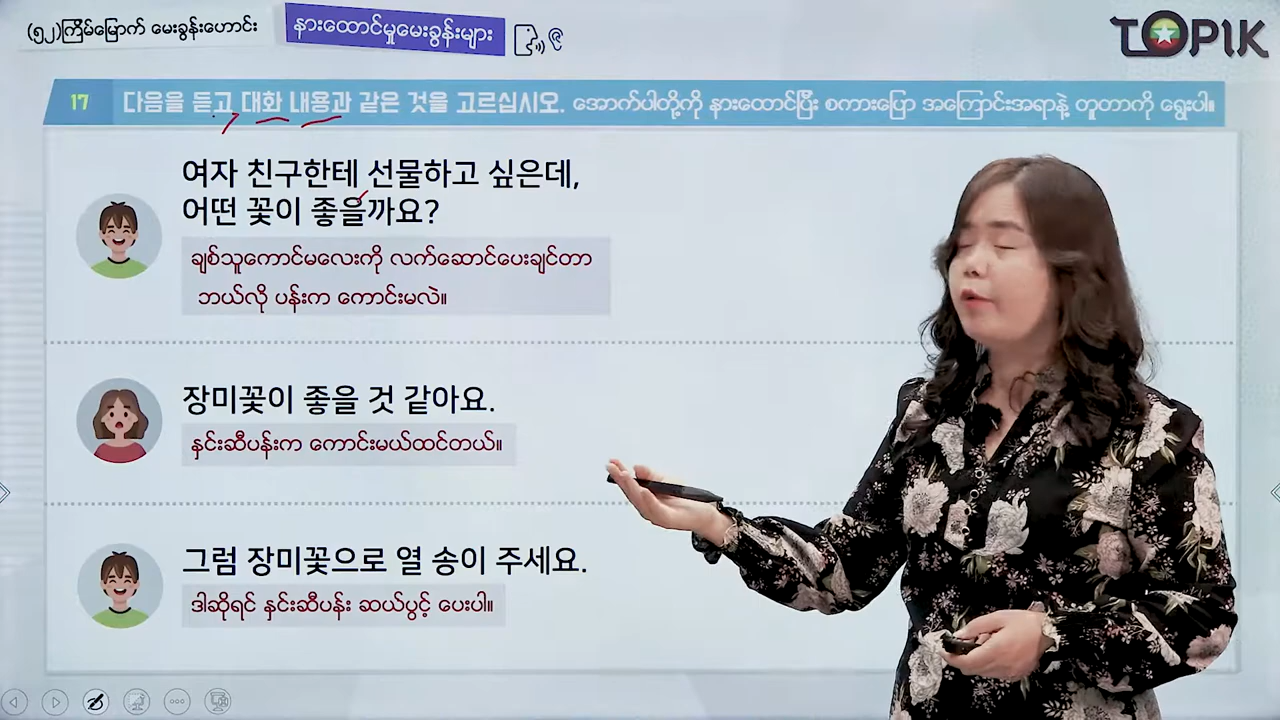 (၅၂)ကြိမ်မြောက် မေးခွန်းဟောင်း
နားထောင်မှုမေးခွန်းများ
၉
TOPIK
17 다음을 듣고 대화 내용과 같은 것을 고르십시오. အောက်ပါတို့ကို နားထောင်ပြီး စကားပြော အကြောင်းအရာနဲ့ တူတာကို ရွေးပါ။
여자 친구한테 선물하고 싶은데,
어떤 꽃이 좋을까요?
ချစ်သူကောင်မလေးကို လက်ဆောင်ပေးချင်တာ
ဘယ်လို ပန်းက ကောင်းမလဲ။
장미꽃이 좋을 것 같아요.
နှင်းဆီပန်းက ကောင်းမယ်ထင်တယ်။
그럼 장미꽃으로 열 송이 주세요.
ဒါဆိုရင် နှင်းဆီပန်း ဆယ်ပွင့် ပေးပါ။